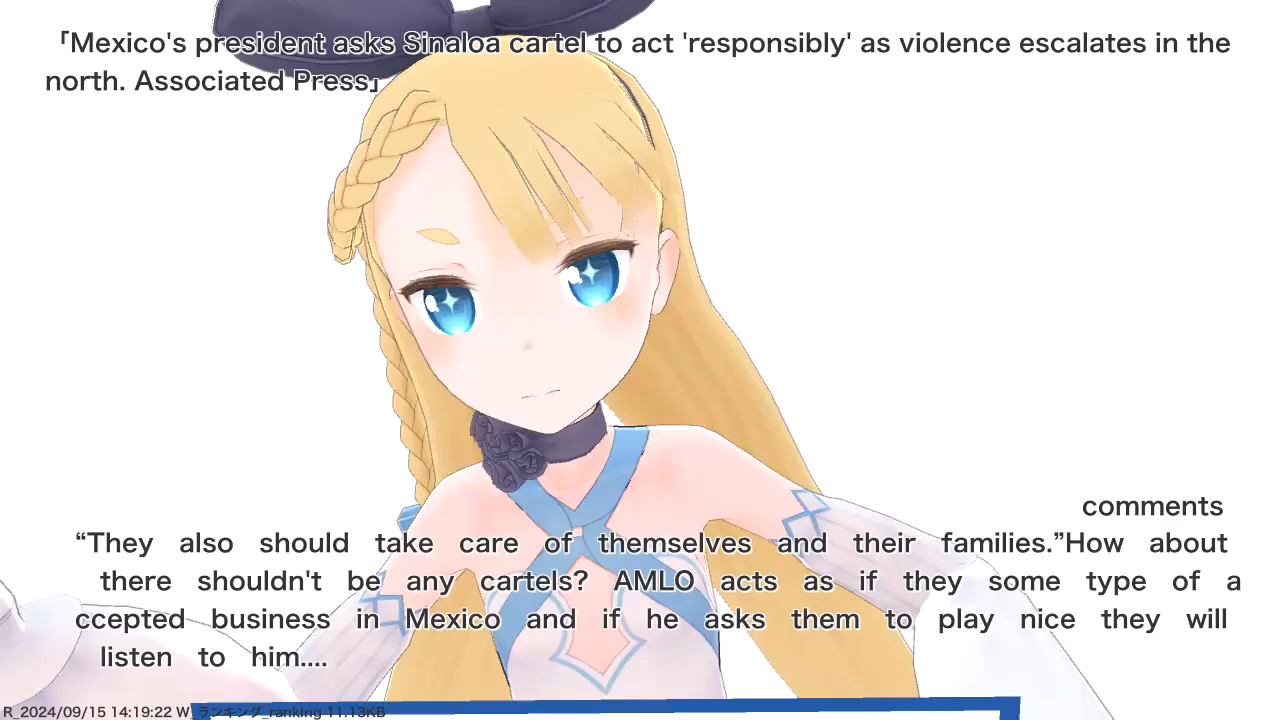 「Mexico's president asks Sinaloa cartel to act 'responsibly' as violence escalates in the
north. Associated Press」
comments
“They also should take care of themselves and their families.”How about
there shouldn't be any cartels? AMLO acts as if they some type of a
ccepted business in Mexico and if he asks them to play nice they will
listen to him....
R_2024/09/15 14:19:22 W_ランキング_ranking 11.13KB